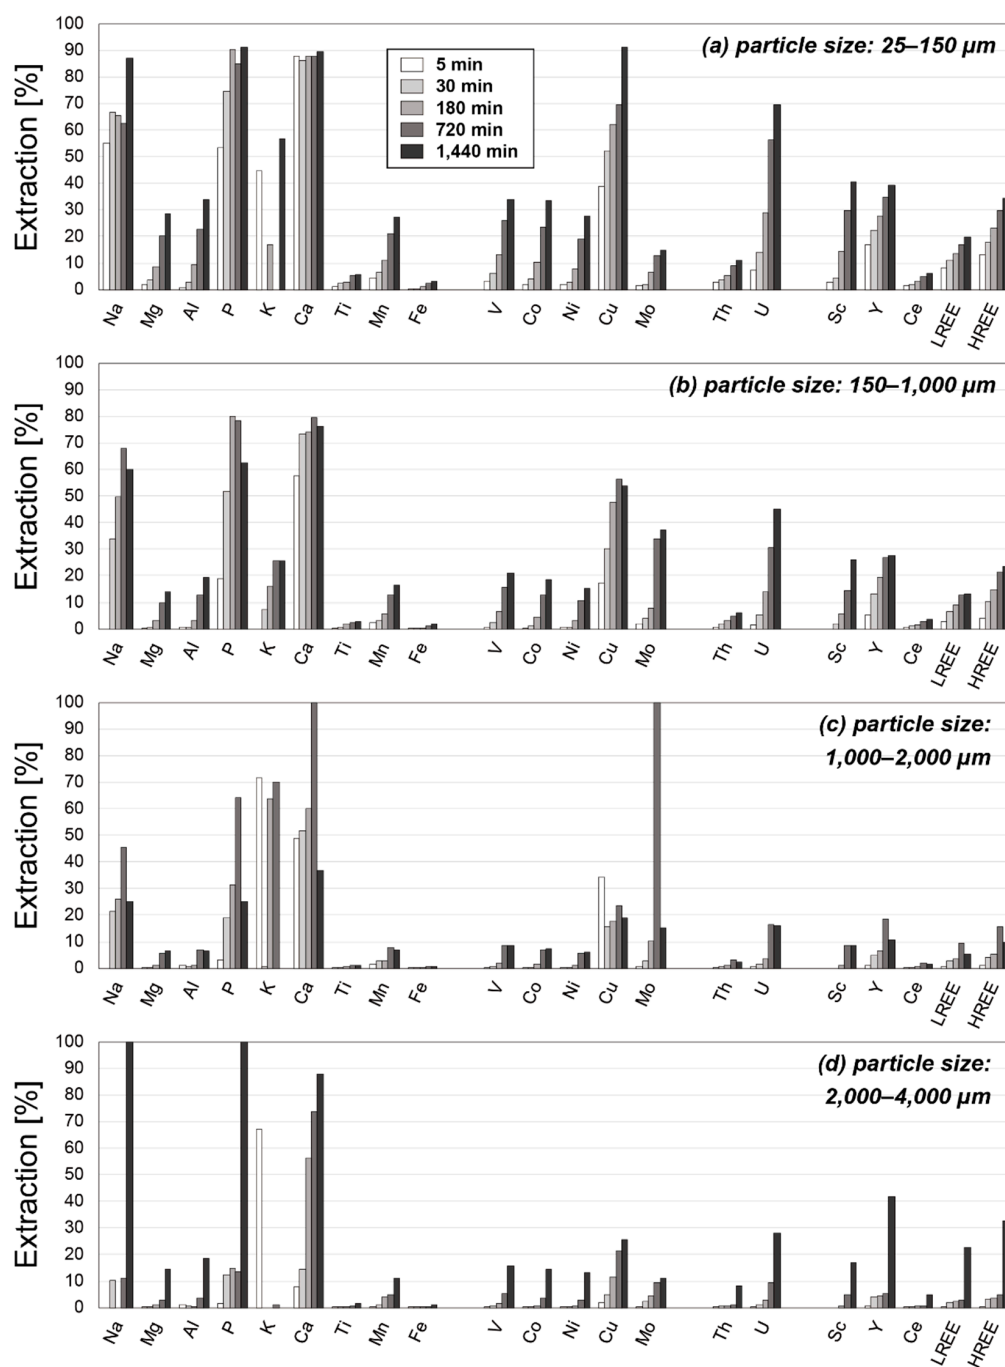 (a) particle size: 25–150 µm
Extraction [%]
100
90
80
70
60
50
40
30
20
10
0
5 min
30 min
180 min
720 min
1,440 min
Na Mg Al P K Ca Ti Mn Fe V Co Ni Cu Mo Th U Sc Y Ce LREE HREE
(b) particle size: 150–1,000 µm
Extraction [%]
100
90
80
70
60
50
40
30
20
10
0
Na Mg Al P K Ca Ti Mn Fe V Co Ni Cu Mo Th U Sc Y Ce LREE HREE
(c) particle size:
1,000–2,000 µm
Extraction [%]
100
90
80
70
60
50
40
30
20
10
0
Na Mg Al P K Ca Ti Mn Fe V Co Ni Cu Mo Th U Sc Y Ce LREE HREE
(d) particle size:
2,000–4,000 µm
Extraction [%]
100
90
80
70
60
50
40
30
20
10
0
Na Mg Al P K Ca Ti Mn Fe V Co Ni Cu Mo Th U Sc Y Ce LREE HREE